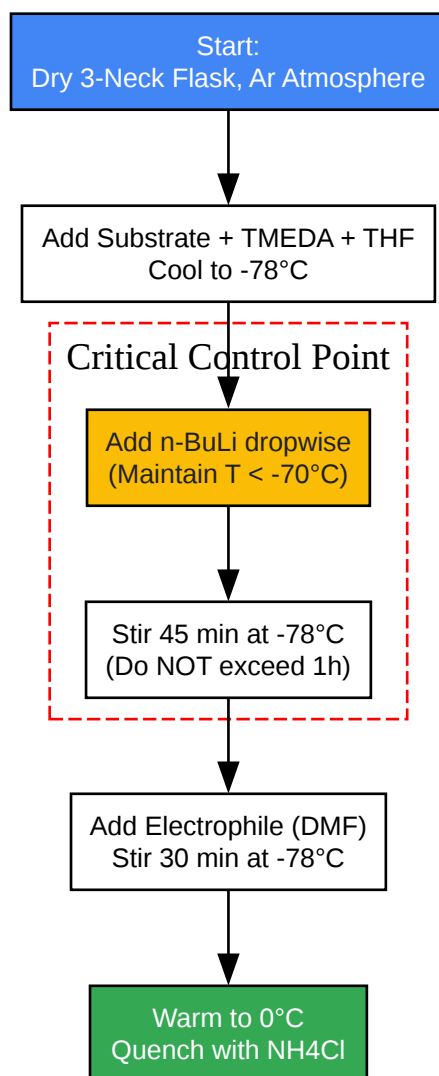 Start:
Dry 3-Neck Flask, Ar Atmosphere
Add Substrate + TMEDA + THF
Cool to -78°C
Critical Control Point
Add n-BuLi dropwise
(Maintain T < -70°C)
Stir 45 min at -78°C
(Do NOT exceed 1h)
Add Electrophile (DMF)
Stir 30 min at -78°C
Warm to 0°C
Quench with NH4Cl